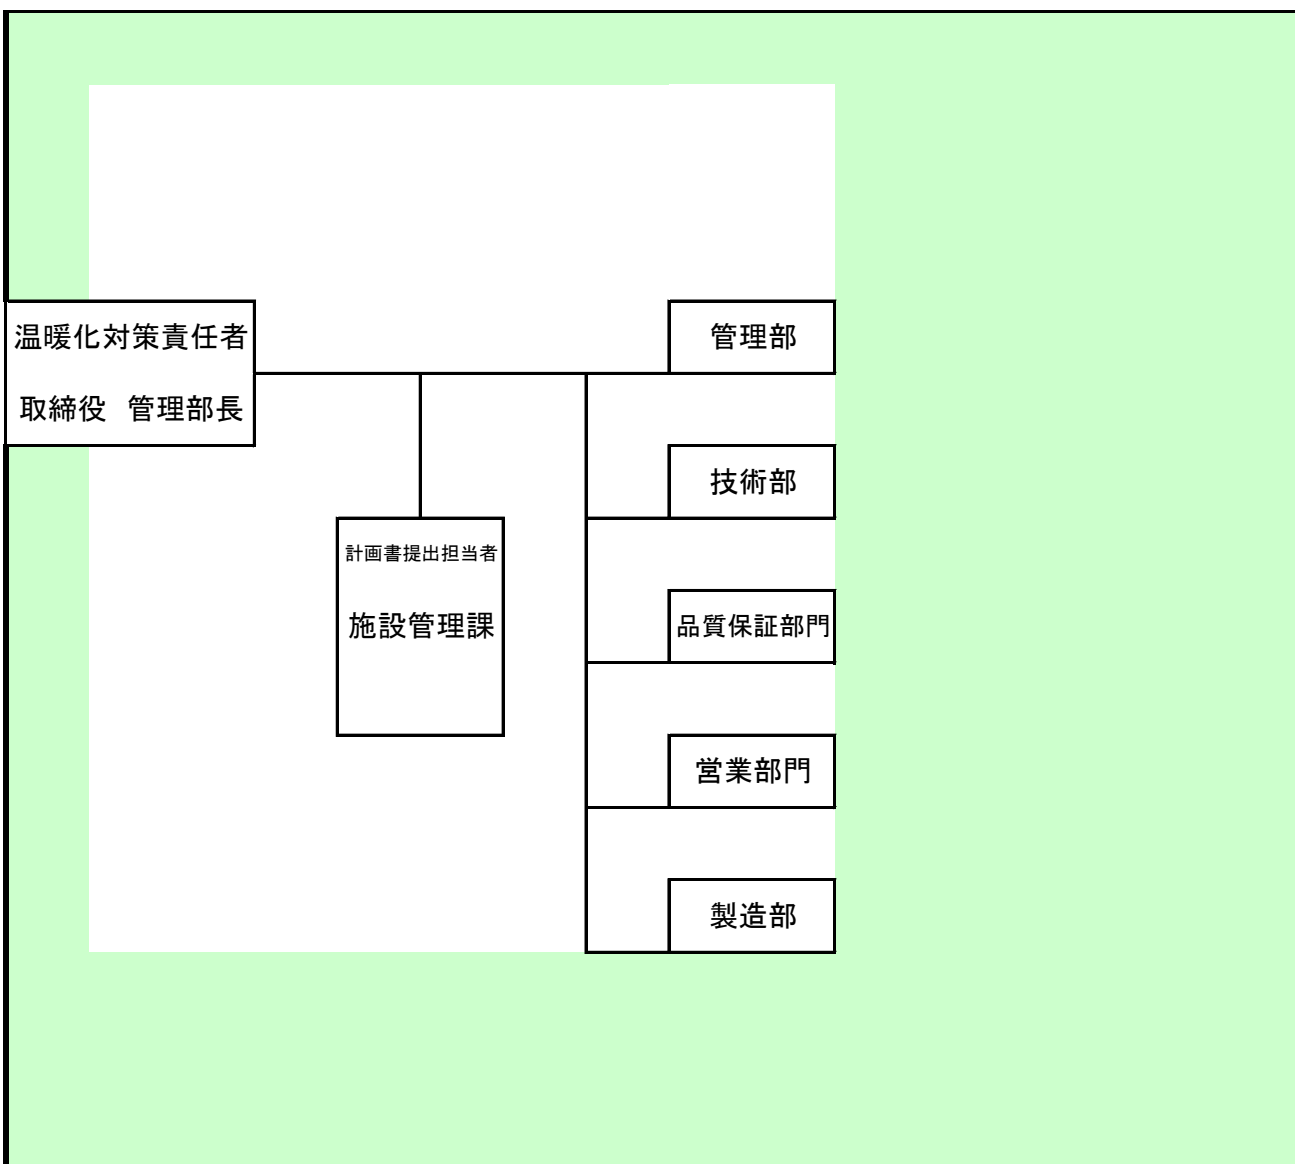 温暖化対策責任者
取締役　管理部長
計画書提出担当者
施設管理課
管理部
技術部
品質保証部門
営業部門
製造部